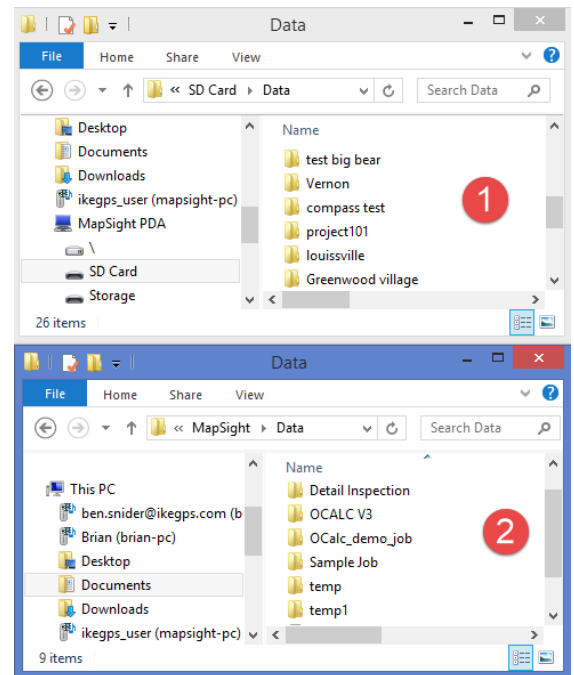 Data
File Home Share View
« SD Card Data Search Data
Desktop
Documents
Downloads
ikegps_user (mapsight-pc)
MapSight PDA
\
SD Card
Storage
Name
test big bear
Vernon
compass test
project101
louissville
Greenwood village
1
26 items
Data
File Home Share View
« MapSight Data Search Data
This PC
ben.snider@ikegps.com (b
Brian (brian-pc)
Desktop
Documents
Downloads
ikegps_user (mapsight-pc)
Name
Detail Inspection
OCALC V3
OCalc_demo_job
Sample Job
temp
temp1
2
9 items